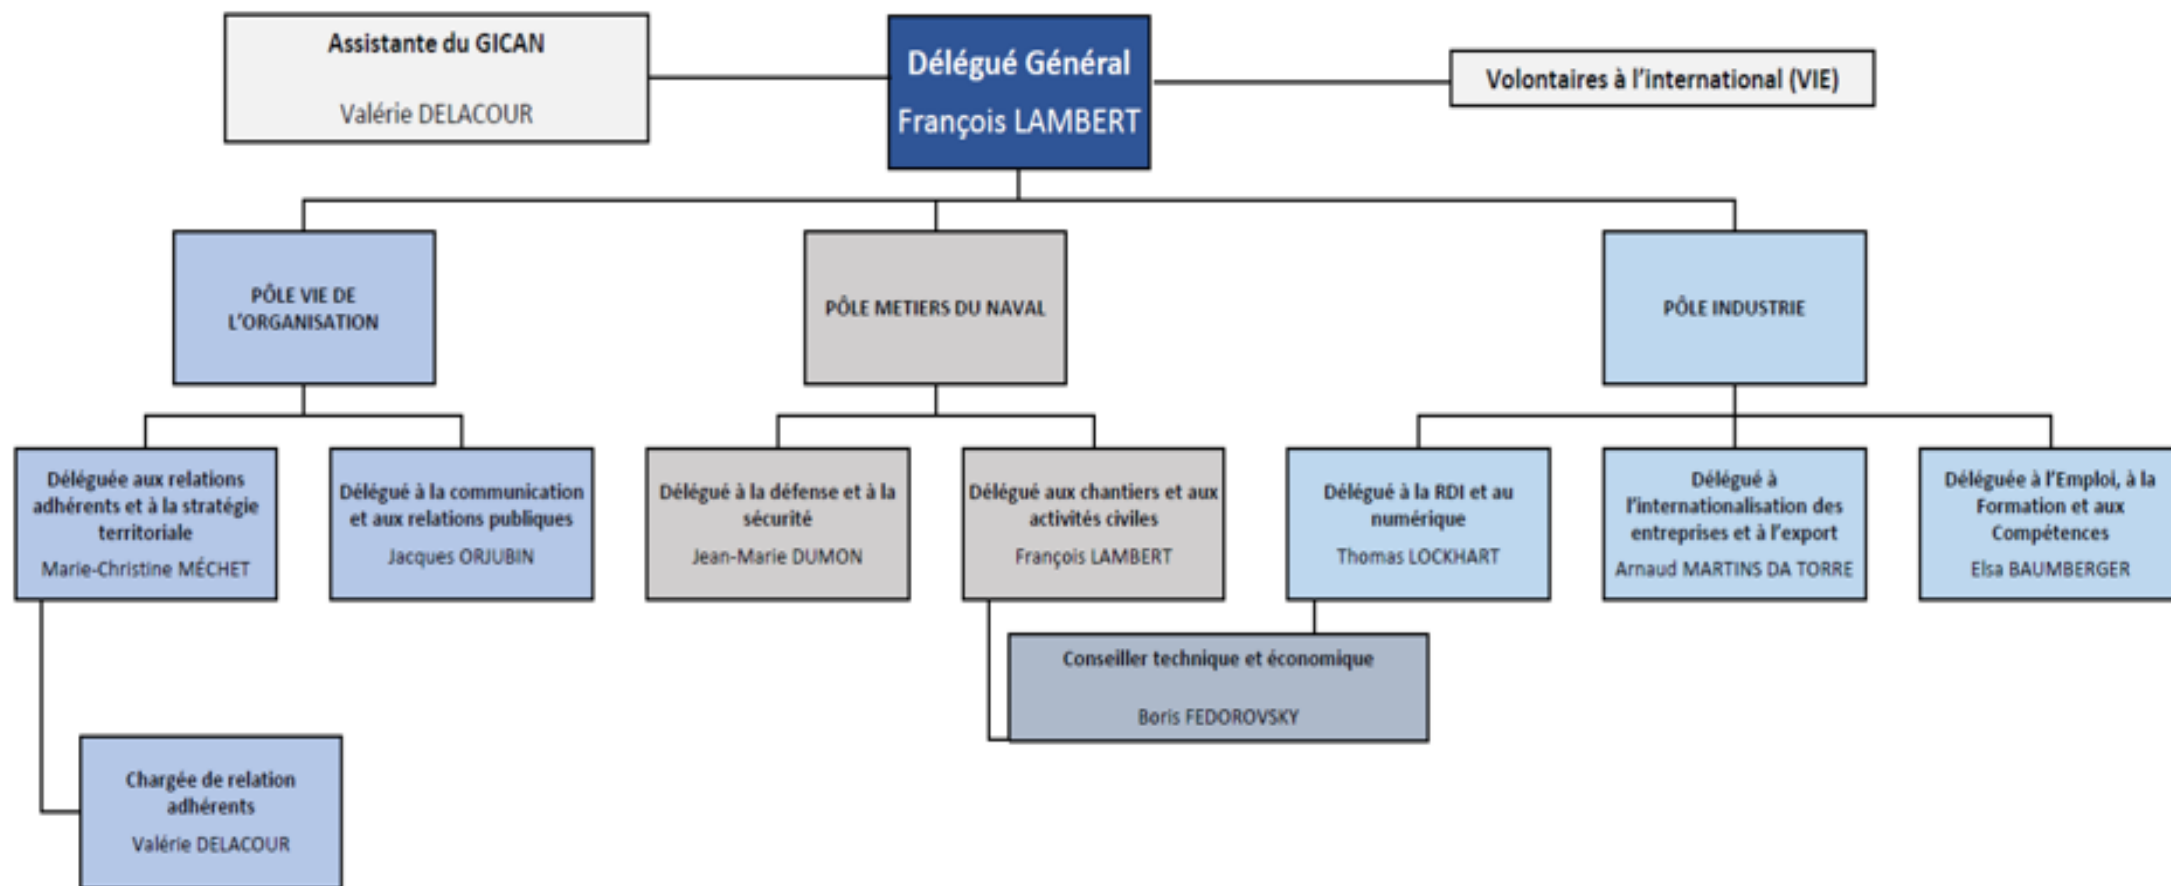 Assistante du GICAN
Valérie DELACOUR
Délégué Général
François LAMBERT
Volontaires à l'international (VIE)
PÔLE VIE DE
L'ORGANISATION
PÔLE METIERS DU NAVAL
PÔLE INDUSTRIE
Déléguée aux relations
adhérents et à la stratégie
territoriale
Marie-Christine MÉCHET
Délégué à la communication
et aux relations publiques
Jacques ORJUBIN
Délégué à la défense et à la
sécurité
Jean-Marie DUMON
Délégué aux chantiers et aux
activités civiles
François LAMBERT
Délégué à la RDI et au
numérique
Thomas LOCKHART
Délégué à
l'internationalisation des
entreprises et à l'export
Arnaud MARTINS DA TORRE
Déléguée à l'Emploi, à la
Formation et aux
Compétences
Elsa BAUMBERGER
Conseiller technique et économique
Boris FEDOROVSKY
Chargée de relation
adhérents
Valérie DELACOUR